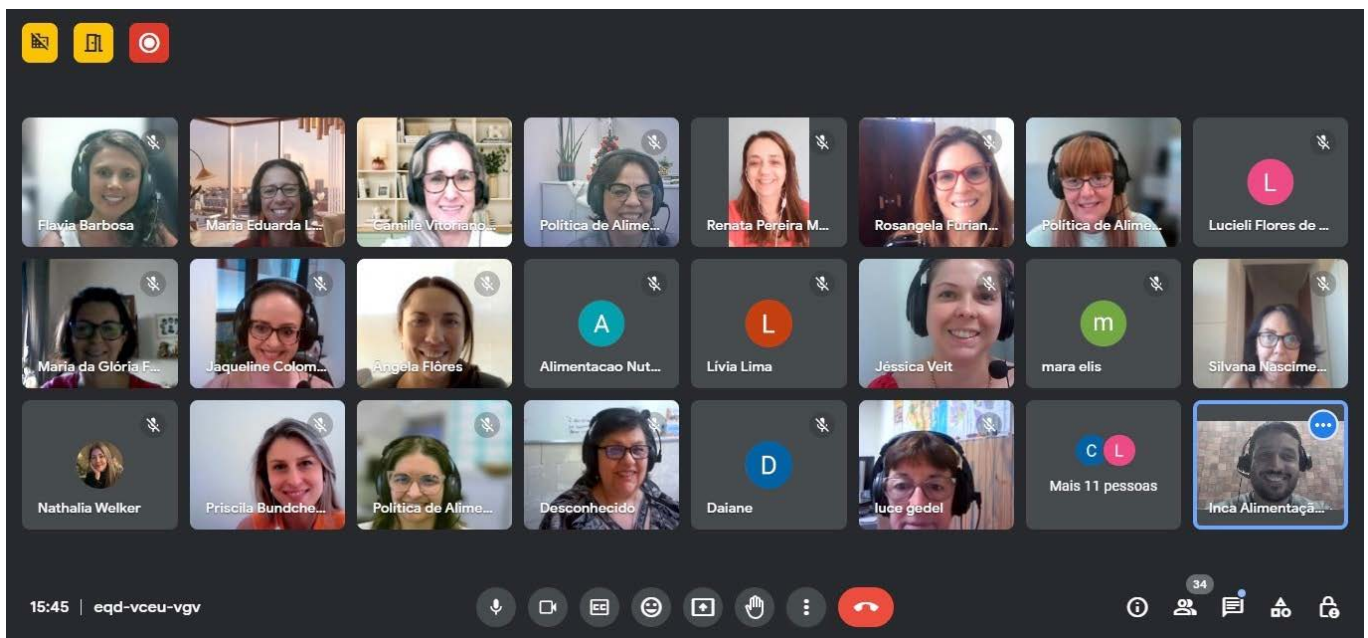 Flavia Barbosa
Maria Eduarda L...
Camille Vitoriano...
Política de Alime...
Renata Pereira M...
Rosangela Furian...
Política de Alime...
L
Lucieli Flores de ...
Maria da Glória F...
Jaqueline Colom...
Ângela Flôres
A
Alimentacao Nut...
L
Lívia Lima
Jéssica Veit
m
mara elis
Silvana Nascime...
Nathalia Welker
Priscila Bundche...
Política de Alime...
Desconhecido
D
Daiane
luce gedel
C L
Mais 11 pessoas
Inca Alimentaçã...
15:45 | eqd-vceu-vgv
CC
34